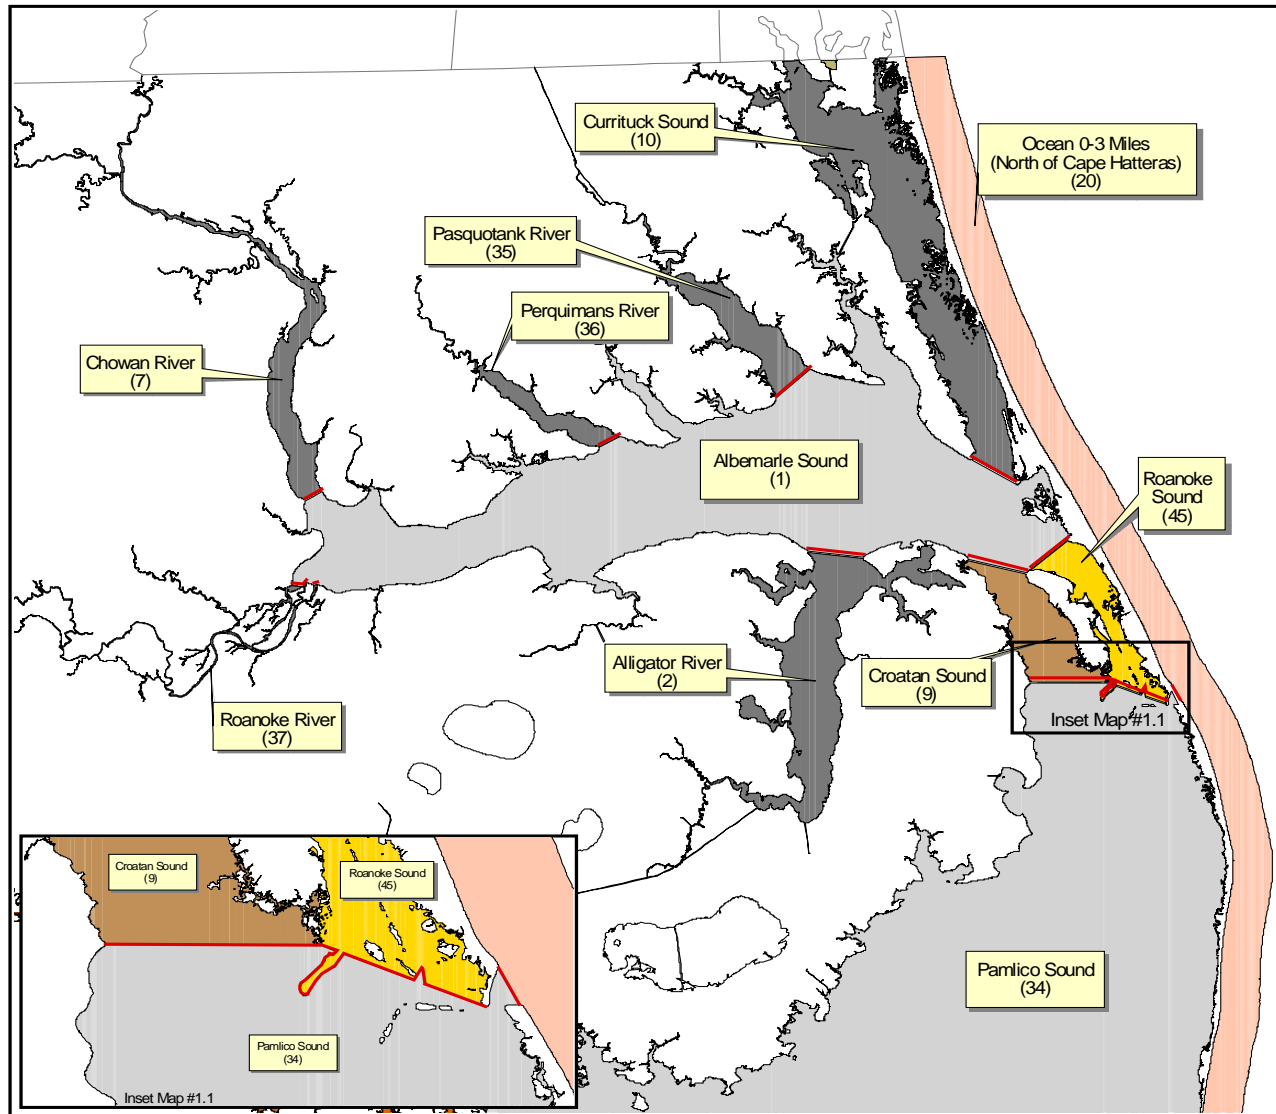 Currituck Sound
(10)
Ocean 0-3 Miles
(North of Cape Hatteras)
(20)
Pasquotank River
(35)
Perquimans River
(36)
Chowan River
(7)
Albemarle Sound
(1)
Roanoke
Sound
(45)
Alligator River
(2)
Croatan Sound
(9)
Roanoke River
(37)
Inset Map #1.1
Pamlico Sound
(34)
Croatan Sound
(9)
Roanoke Sound
(45)
Pamlico Sound
(34)
Inset Map #1.1